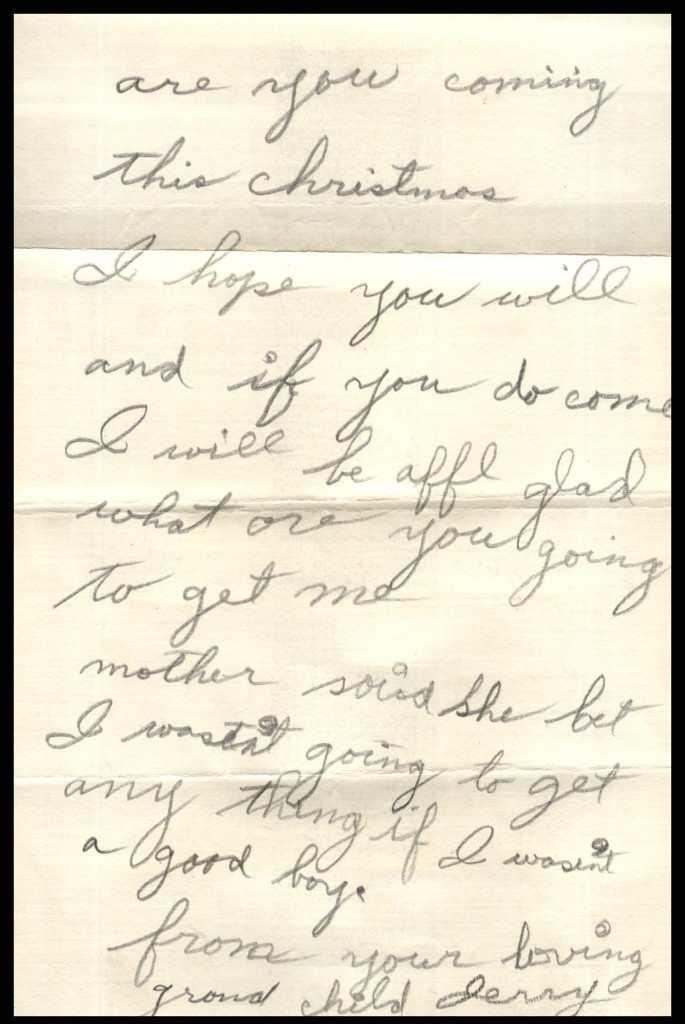 are you coming
this christmas
I hope you will
and if you do come
I will be affl glad
what are you going
to get me
mother said she bet
I wasn't going to get
any thing if I wasint
a good boy.
from your loving
grand child Jerry